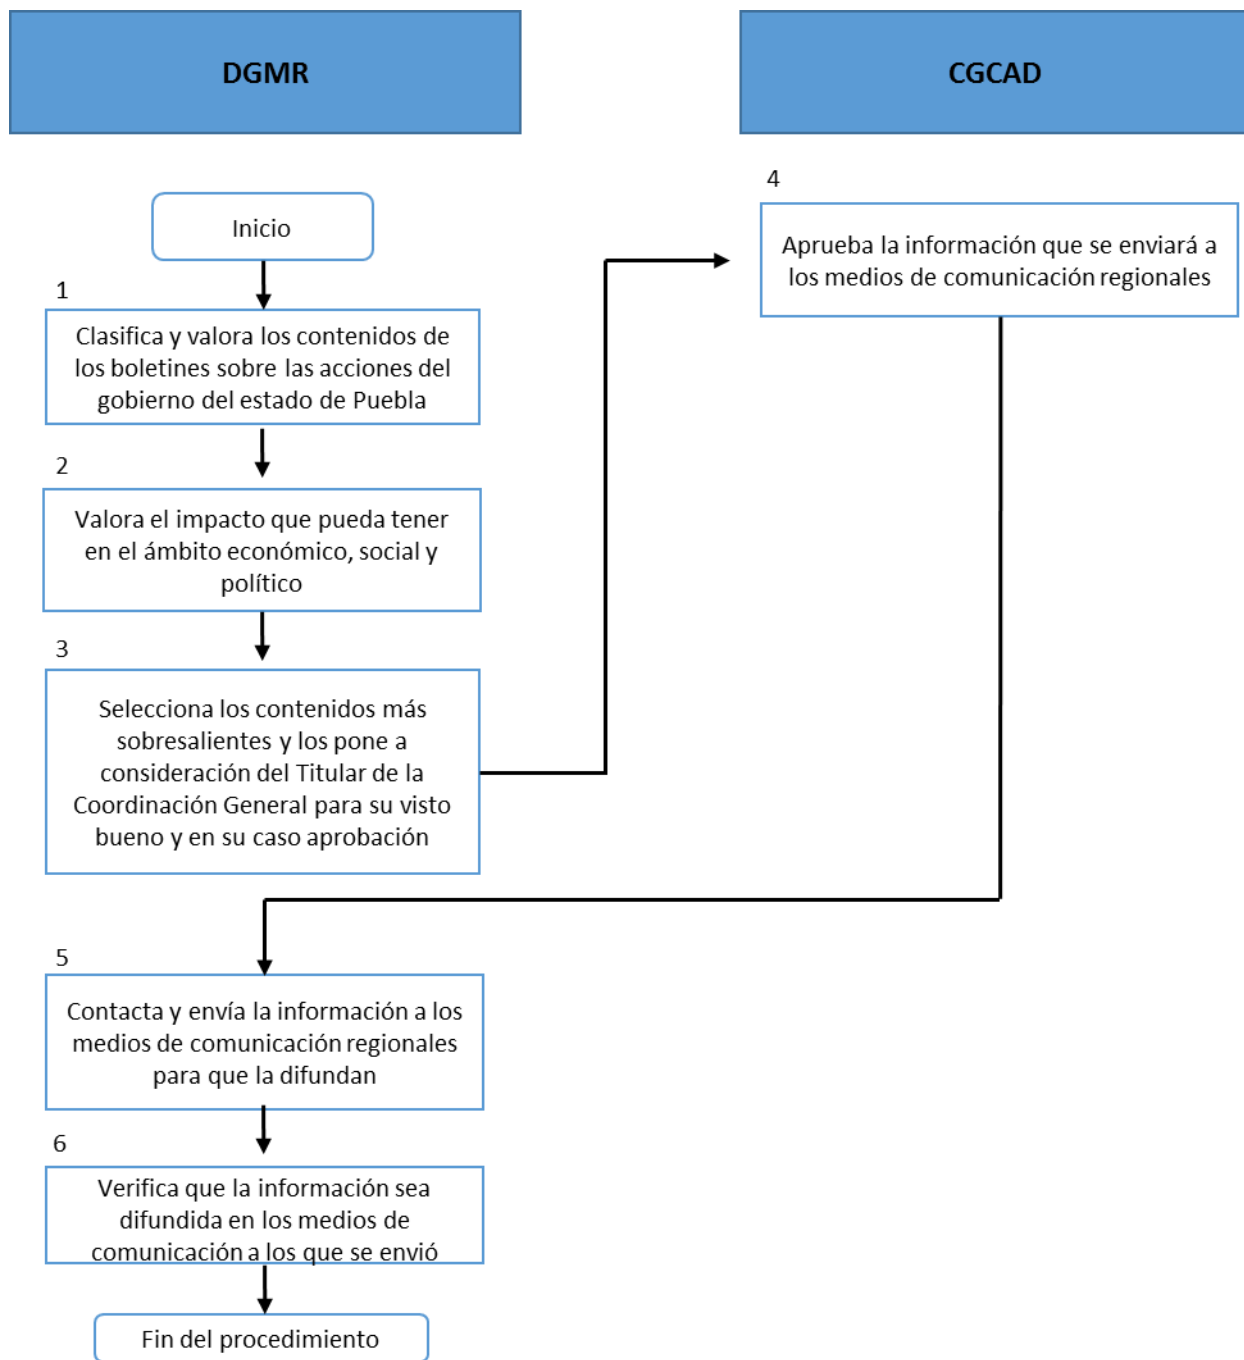 DGMR
CGCAD
Inicio
1
Clasifica y valora los contenidos de
los boletines sobre las acciones del
gobierno del estado de Puebla
2
Valora el impacto que pueda tener
en el ámbito económico, social y
político
3
Selecciona los contenidos más
sobresalientes y los pone a
consideración del Titular de la
Coordinación General para su visto
bueno y en su caso aprobación
4
Aprueba la información que se enviará a
los medios de comunicación regionales
5
Contacta y envía la información a los
medios de comunicación regionales
para que la difundan
6
Verifica que la información sea
difundida en los medios de
comunicación a los que se envió
Fin del procedimiento